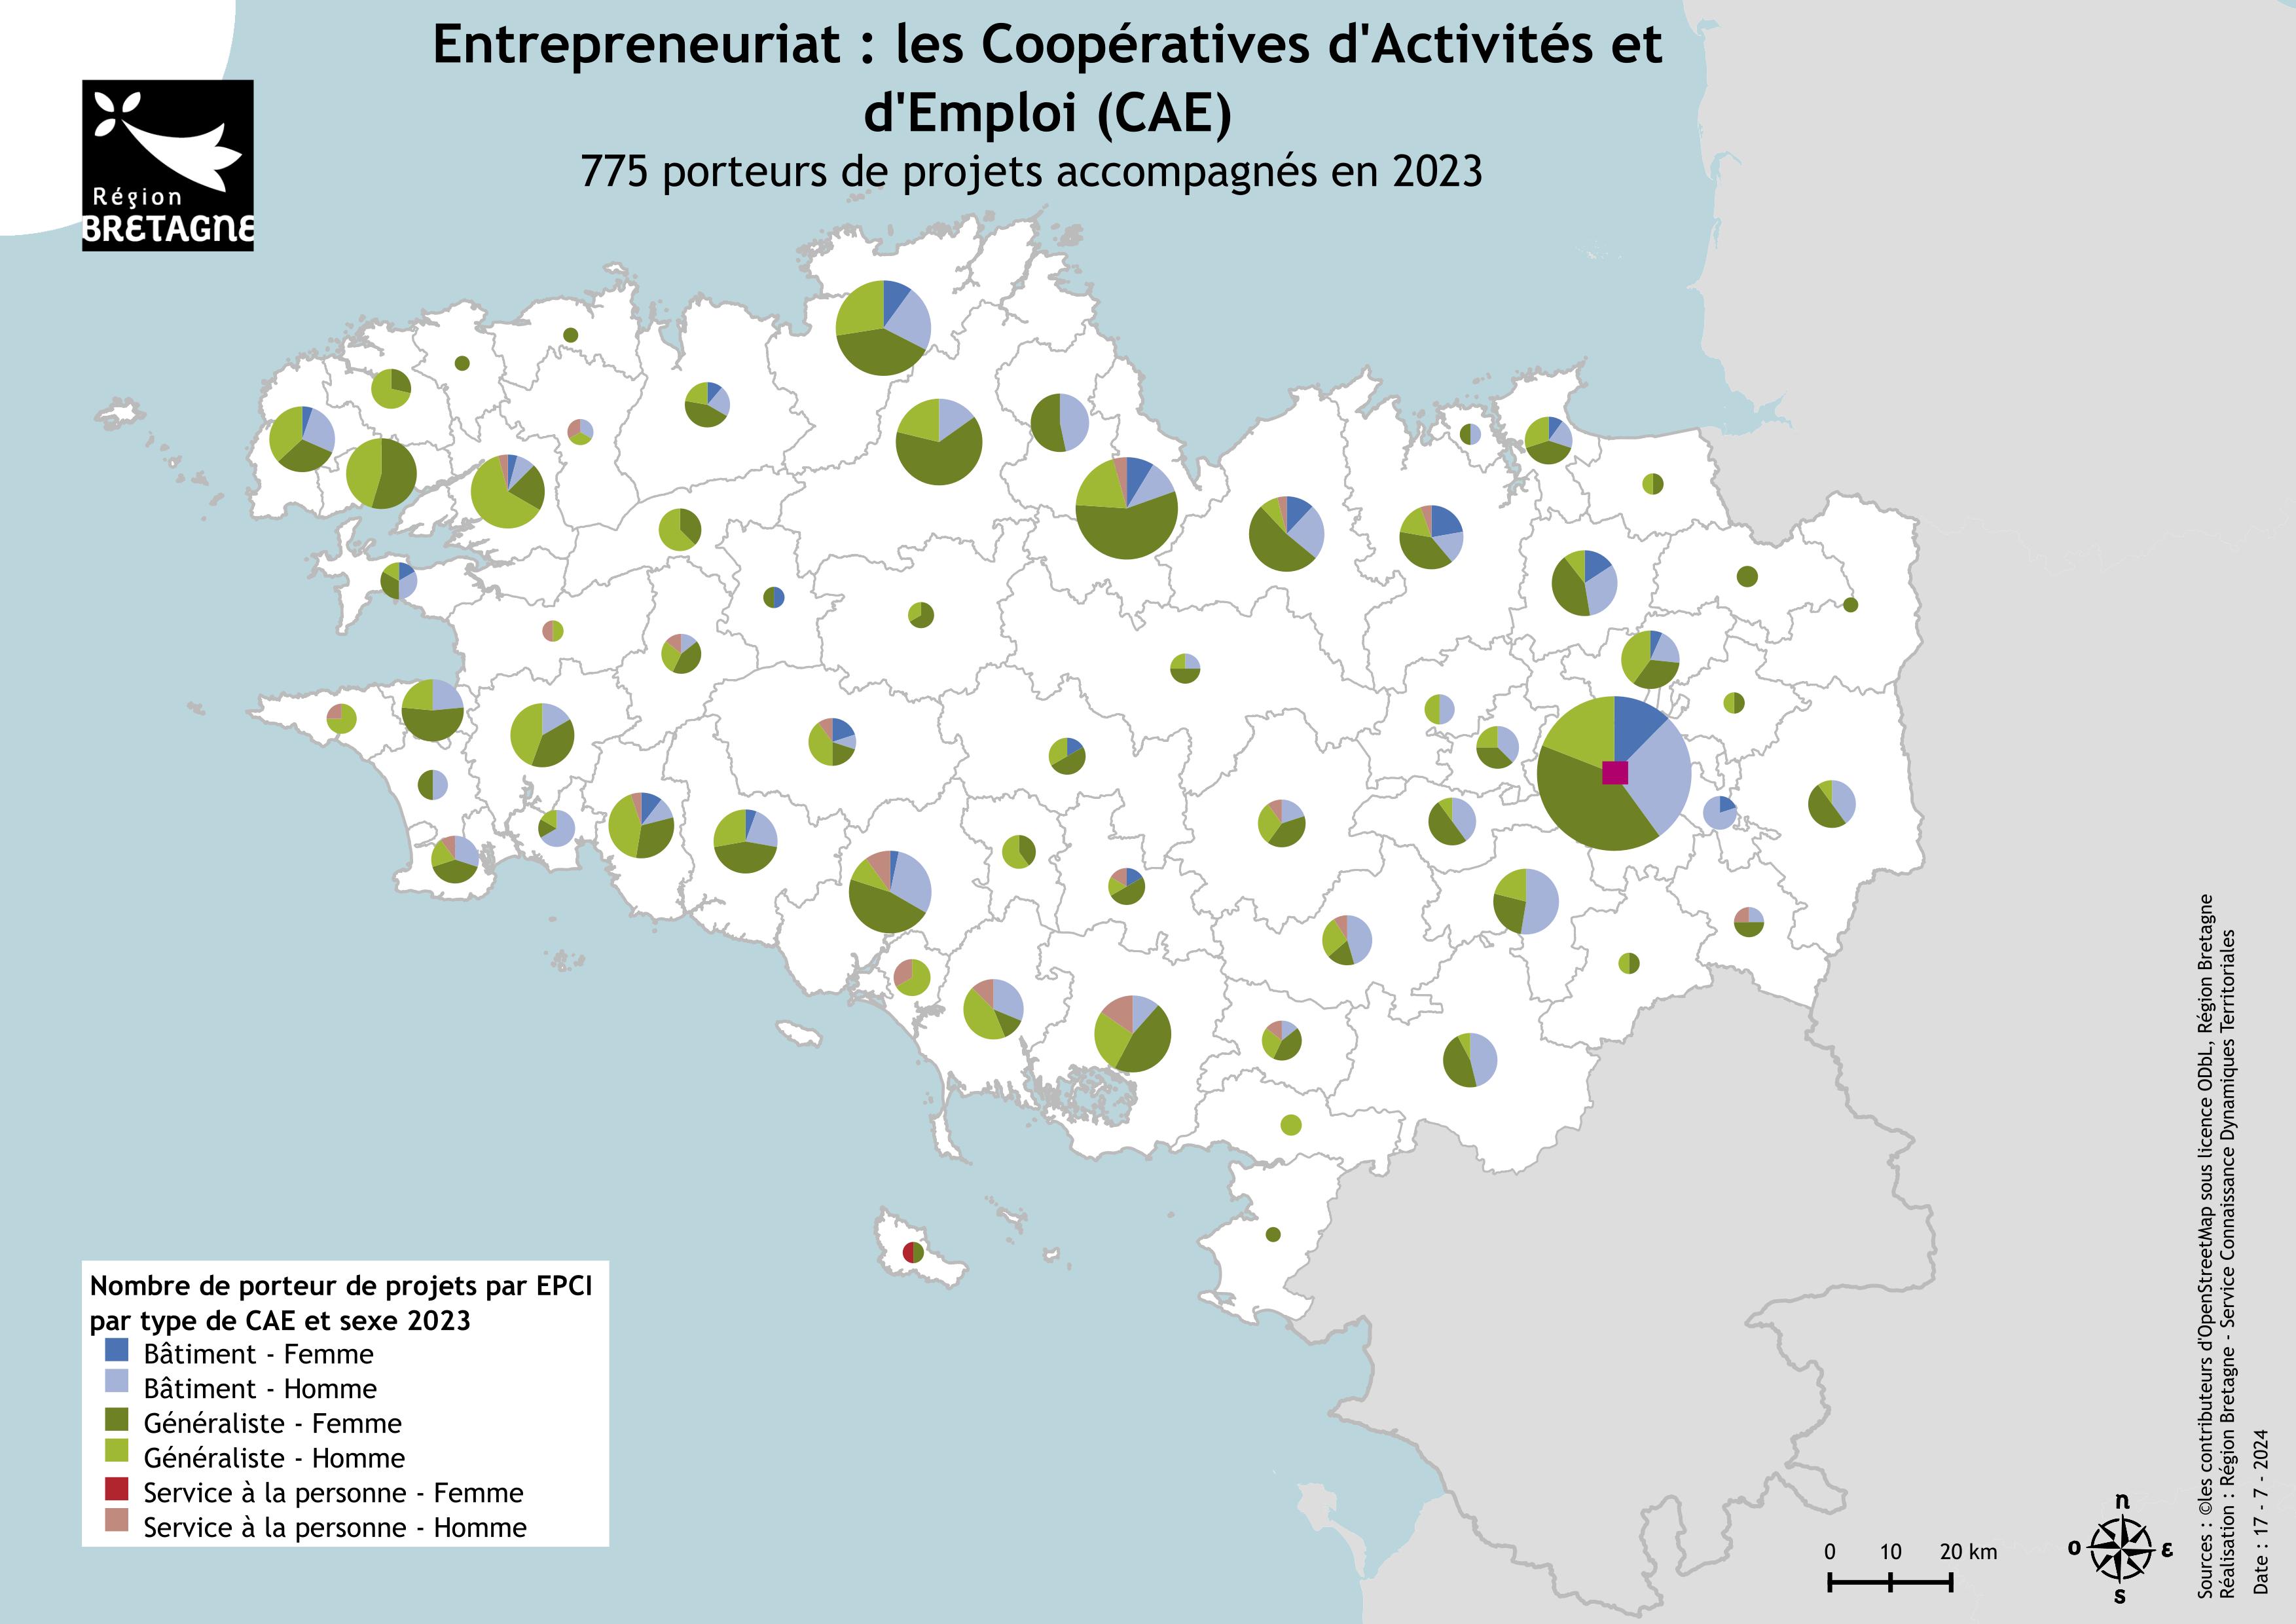 Entrepreneuriat : les Coopératives d'Activités et
d'Emploi (CAE)
775 porteurs de projets accompagnés en 2023
Région
BRETAGNE
Nombre de porteur de projets par EPCI
par type de CAE et sexe 2023
Bâtiment - Femme
Bâtiment - Homme
Généraliste - Femme
Généraliste - Homme
Service à la personne - Femme
Service à la personne - Homme
0 10 20 km
n
o ε
s
Sources : ©les contributeurs d'OpenStreetMap sous licence ODbL, Région Bretagne
Réalisation : Région Bretagne - Service Connaissance Dynamiques Territoriales
Date : 17 - 7 - 2024